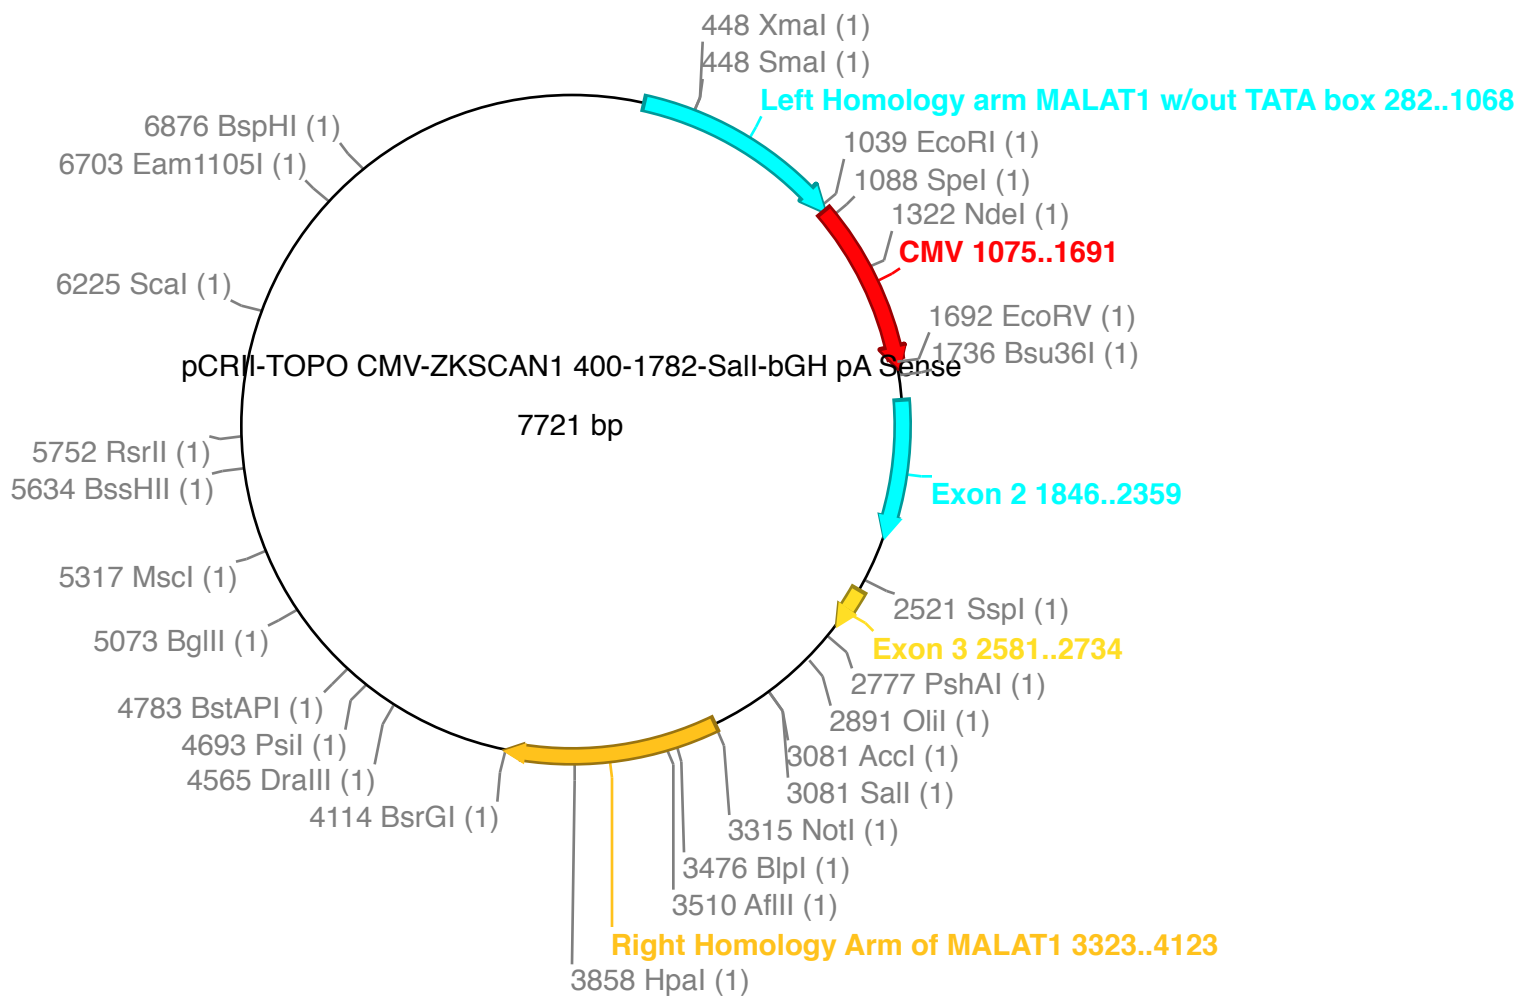 448 XmaI (1)
448 SmaI (1)
Left Homology arm MALAT1 w/out TATA box 282..1068
6876 BspHI (1)
1039 EcoRI (1)
6703 Eam1105I (1)
1088 SpeI (1)
1322 NdeI (1)
CMV 1075..1691
6225 ScaI (1)
1692 EcoRV (1)
1736 Bsu36I (1)
pCRII-TOPO CMV-ZKSCAN1 400-1782-SalI-bGH pA Sense
7721 bp
5752 RsrII (1)
5634 BssHII (1)
Exon 2 1846..2359
5317 MscI (1)
2521 SspI (1)
5073 BglII (1)
Exon 3 2581..2734
2777 PshAI (1)
4783 BstAPI (1)
2891 OliI (1)
4693 PsiI (1)
3081 AccI (1)
4565 DraIII (1)
3081 SalI (1)
4114 BsrGI (1)
3315 NotI (1)
3476 BlpI (1)
3510 AflII (1)
Right Homology Arm of MALAT1 3323..4123
3858 HpaI (1)